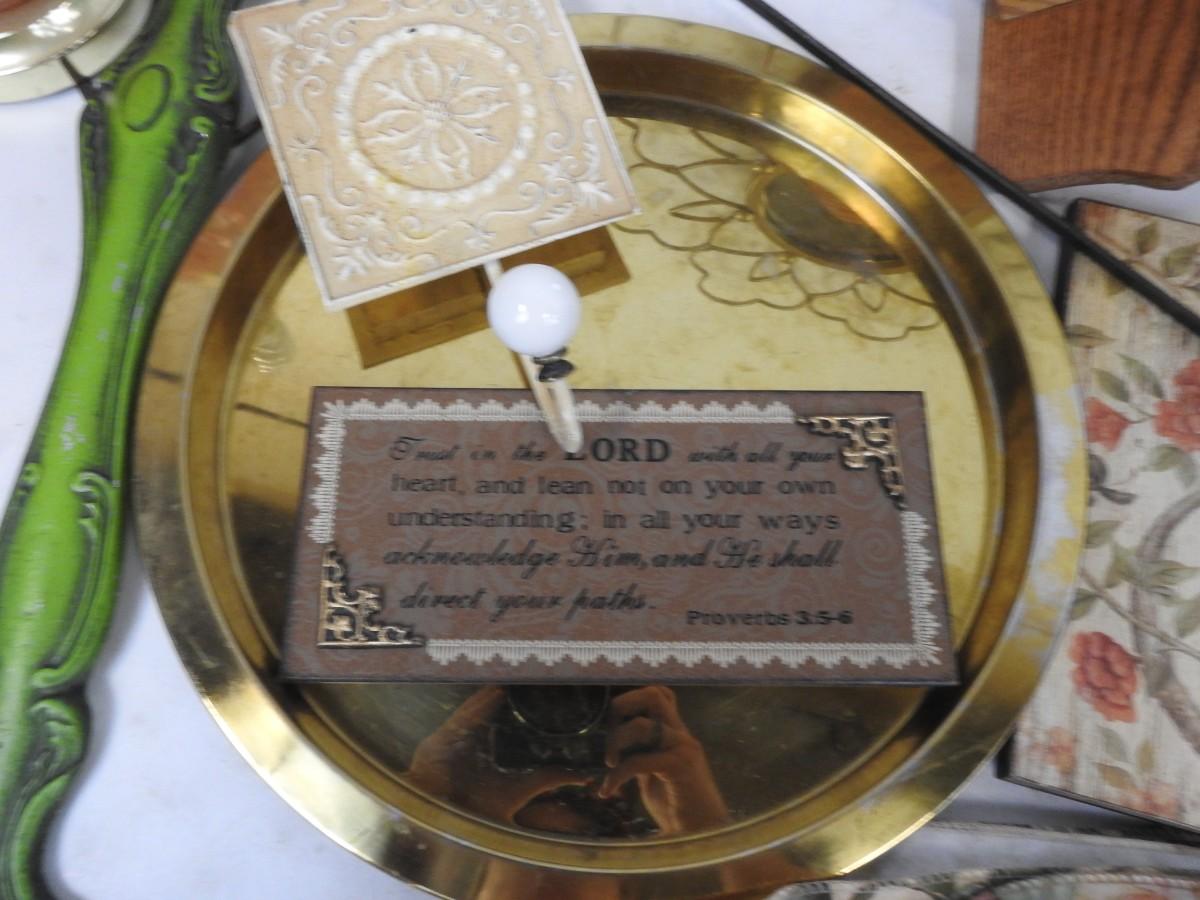 Trust in the LORD with all your
heart, and lean not on your own
understanding; in all your ways
acknowledge Him, and He shall
direct your paths.
Proverbs 3:5-6